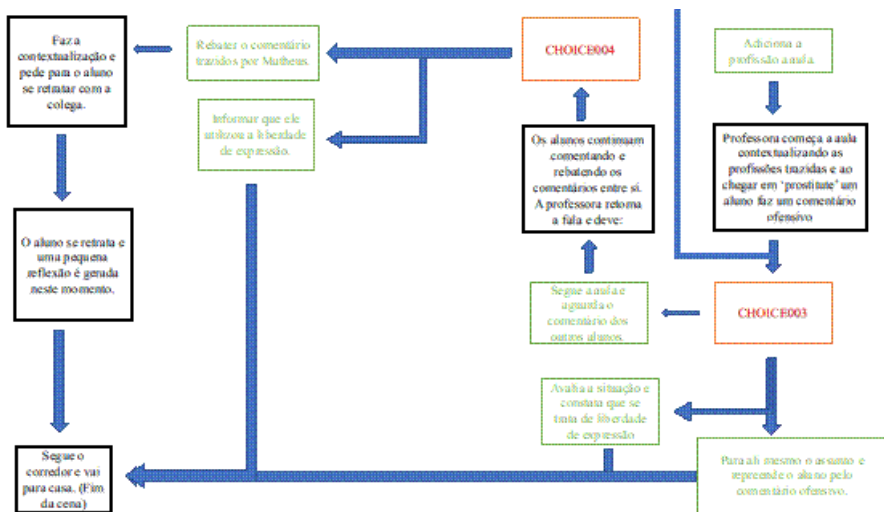 Faz a
contextualização e
pede para o aluno
se retratar com a
colega.
Rebater o comentário
trazidos por Matheus.
CHOICE004
Adiciona a
profissão a aula.
Informar que ele
utilizou a liberdade
de expressão.
Os alunos continuam
comentando e
rebatendo os
comentários entre si.
A professora retoma
a fala e deve:
Professora começa a aula
contextualizando as
profissões trazidas e ao
chegar em ‘prostitute’ um
aluno faz um comentário
ofensivo
O aluno se retrata e
uma pequena
reflexão é gerada
neste momento.
Segue a aula e
aguarda o
comentário dos
outros alunos.
CHOICE003
Avalia a situação e
constata que se
trata de liberdade
de expressão
Segue o
corredor e vai
para casa. (Fim
da cena)
Para ali mesmo o assunto e
repreende o aluno pelo
comentário ofensivo.